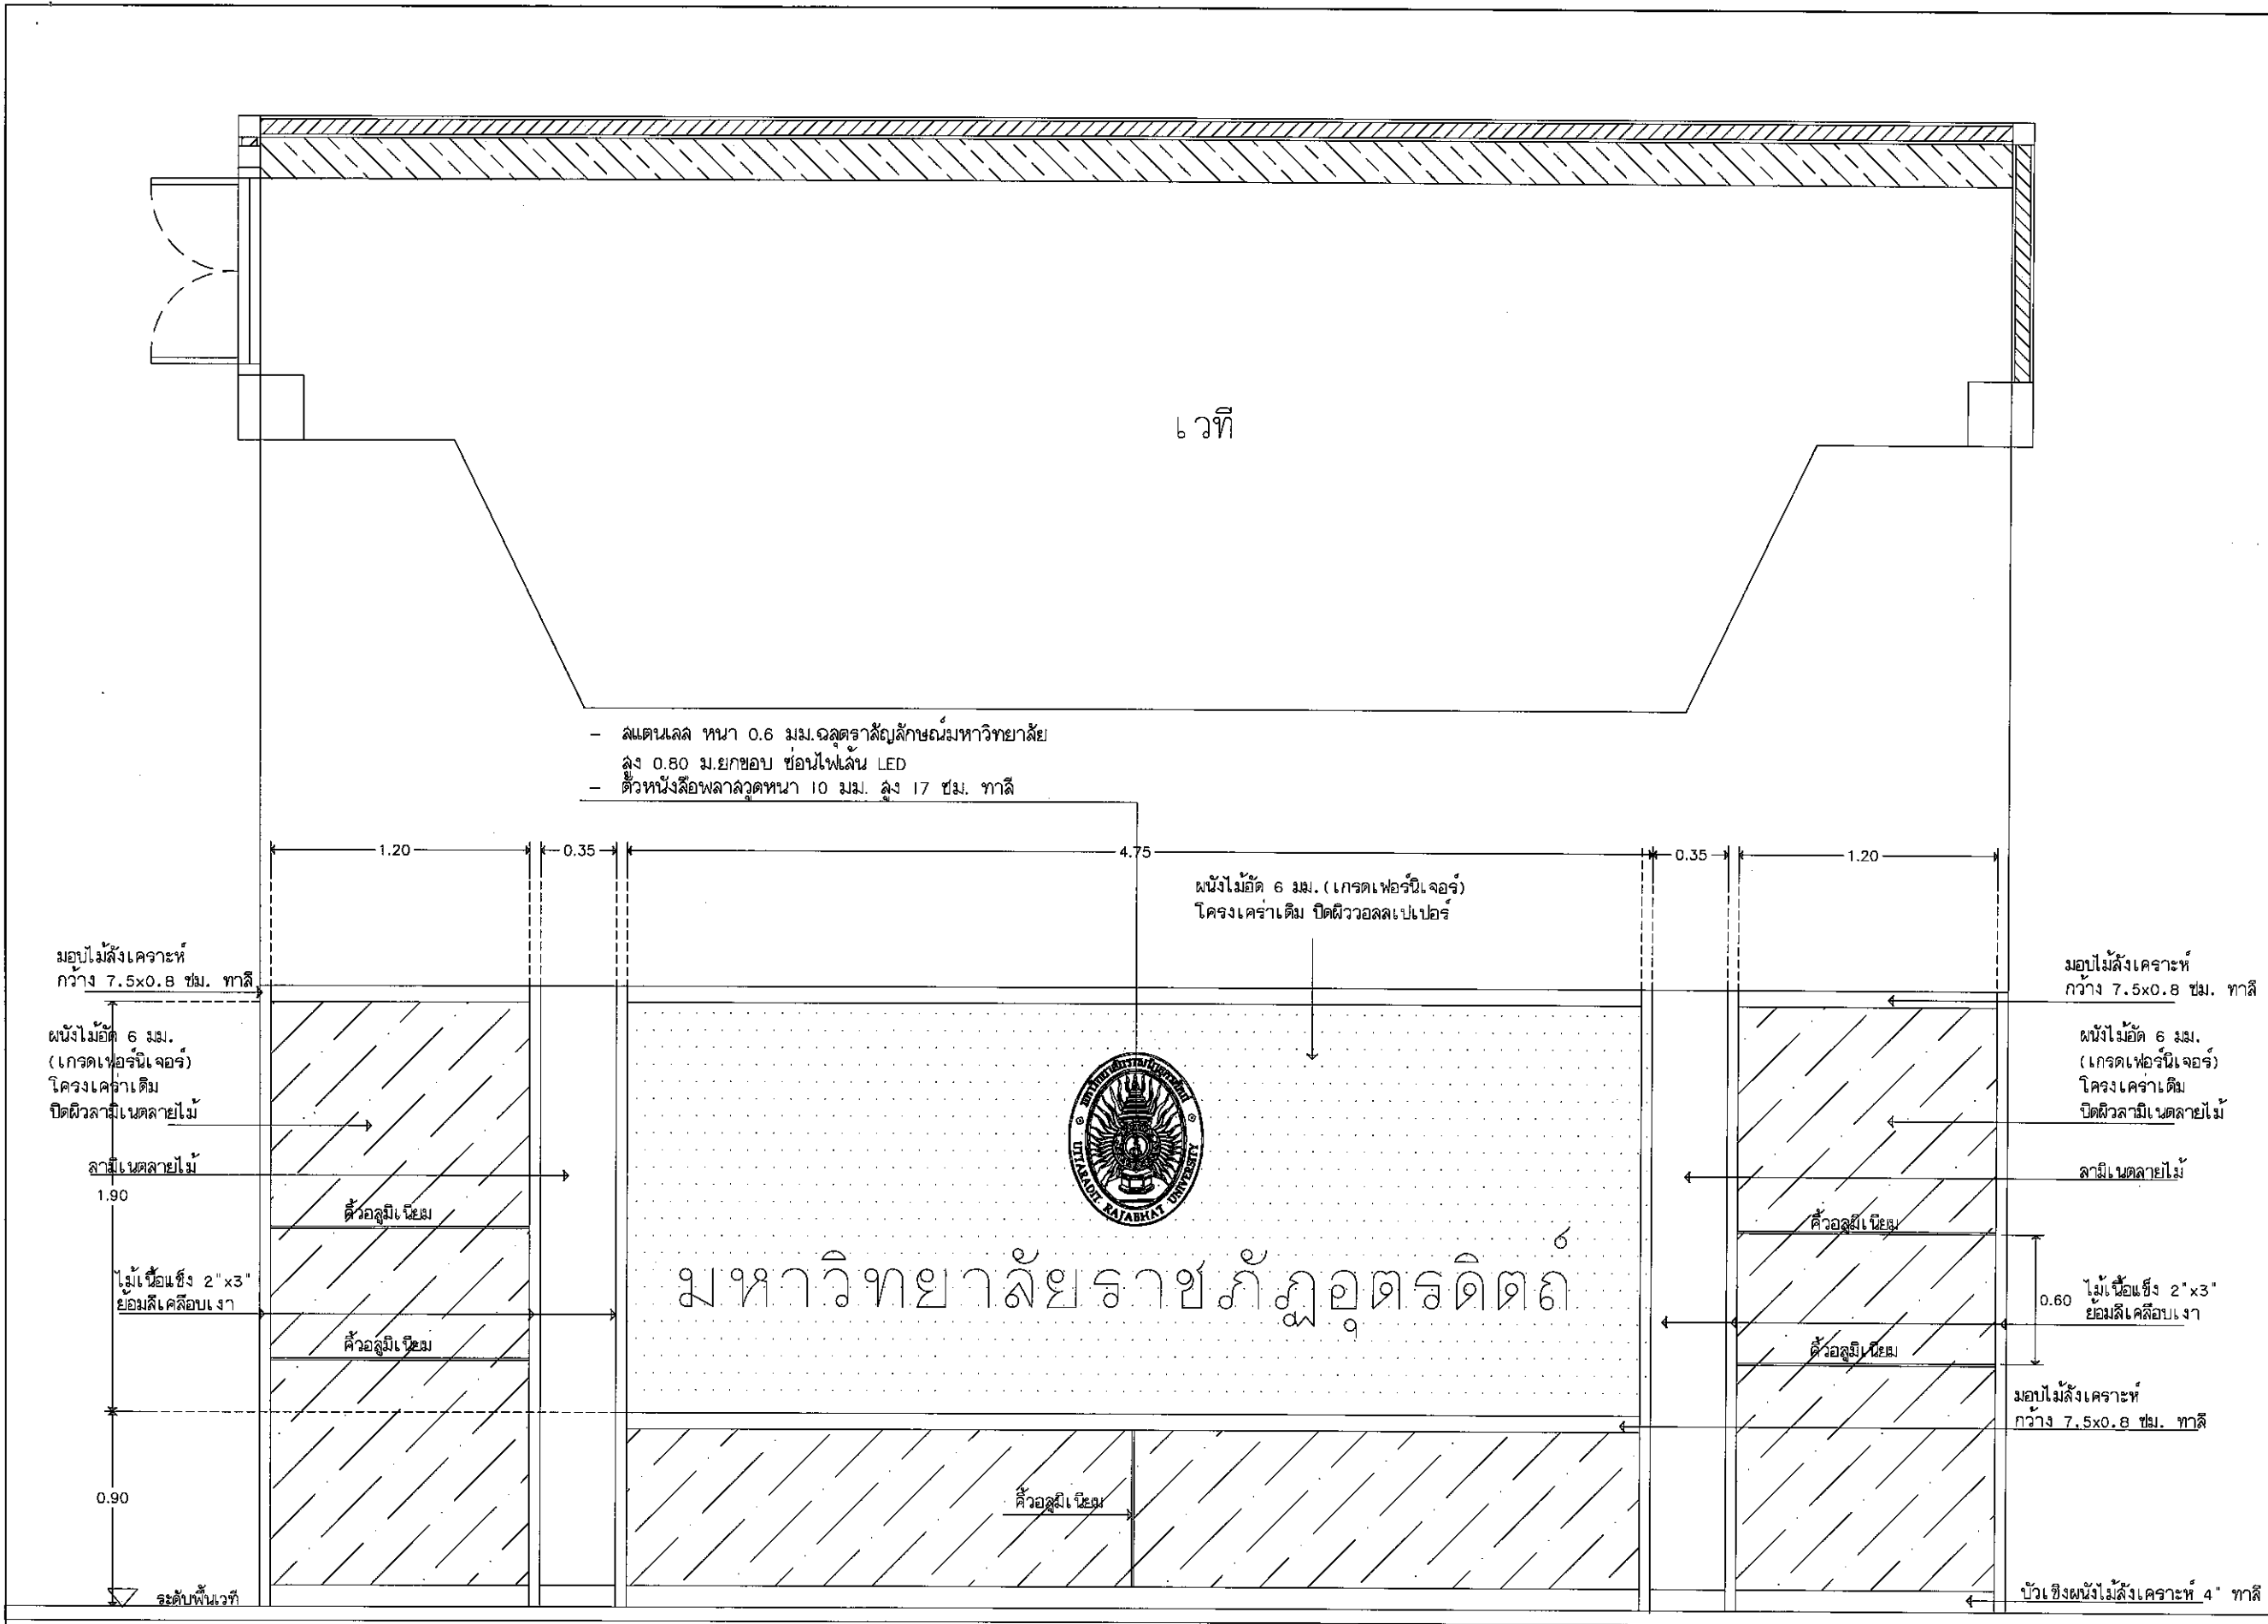 เวที
- สแตนเลส หนา 0.6 มม.ฉลุตราสัญลักษณ์มหาวิทยาลัย
สูง 0.80 ม.ยกขอบ ซ่อนไฟเส้น LED
- ตัวหนังสือพลาสวูดหนา 10 มม. สูง 17 ซม. ทาสี
1.20
0.35
4.75
0.35
1.20
ผนังไม้อัด 6 มม.(เกรดเฟอร์นิเจอร์)
โครงเคร่าเดิม ปิดผิววอลลเปเปอร์
มอบไม้สังเคราะห์
กว้าง 7.5x0.8 ซม. ทาสี
ผนังไม้อัด 6 มม.
(เกรดเฟอร์นิเจอร์)
โครงเคร่าเดิม
ปิดผิวลามิเนตลายไม้
ลามิเนตลายไม้
1.90
คิ้วอลูมิเนียม
ไม้เนื้อแข็ง 2"x3"
ย้อมสีเคลือบเงา
คิ้วอลูมิเนียม
0.90
ระดับพื้นเวที
UTTARADIT RAJABHAT UNIVERSITY
มหาวิทยาลัยราชภัฏอุตรดิตถ์
คิ้วอลูมิเนียม
มอบไม้สังเคราะห์
กว้าง 7.5x0.8 ซม. ทาสี
ผนังไม้อัด 6 มม.
(เกรดเฟอร์นิเจอร์)
โครงเคร่าเดิม
ปิดผิวลามิเนตลายไม้
ลามิเนตลายไม้
คิ้วอลูมิเนียม
0.60
ไม้เนื้อแข็ง 2"x3"
ย้อมสีเคลือบเงา
คิ้วอลูมิเนียม
มอบไม้สังเคราะห์
กว้าง 7.5x0.8 ซม. ทาสี
บัวเชิงผนังไม้สังเคราะห์ 4" ทาสี